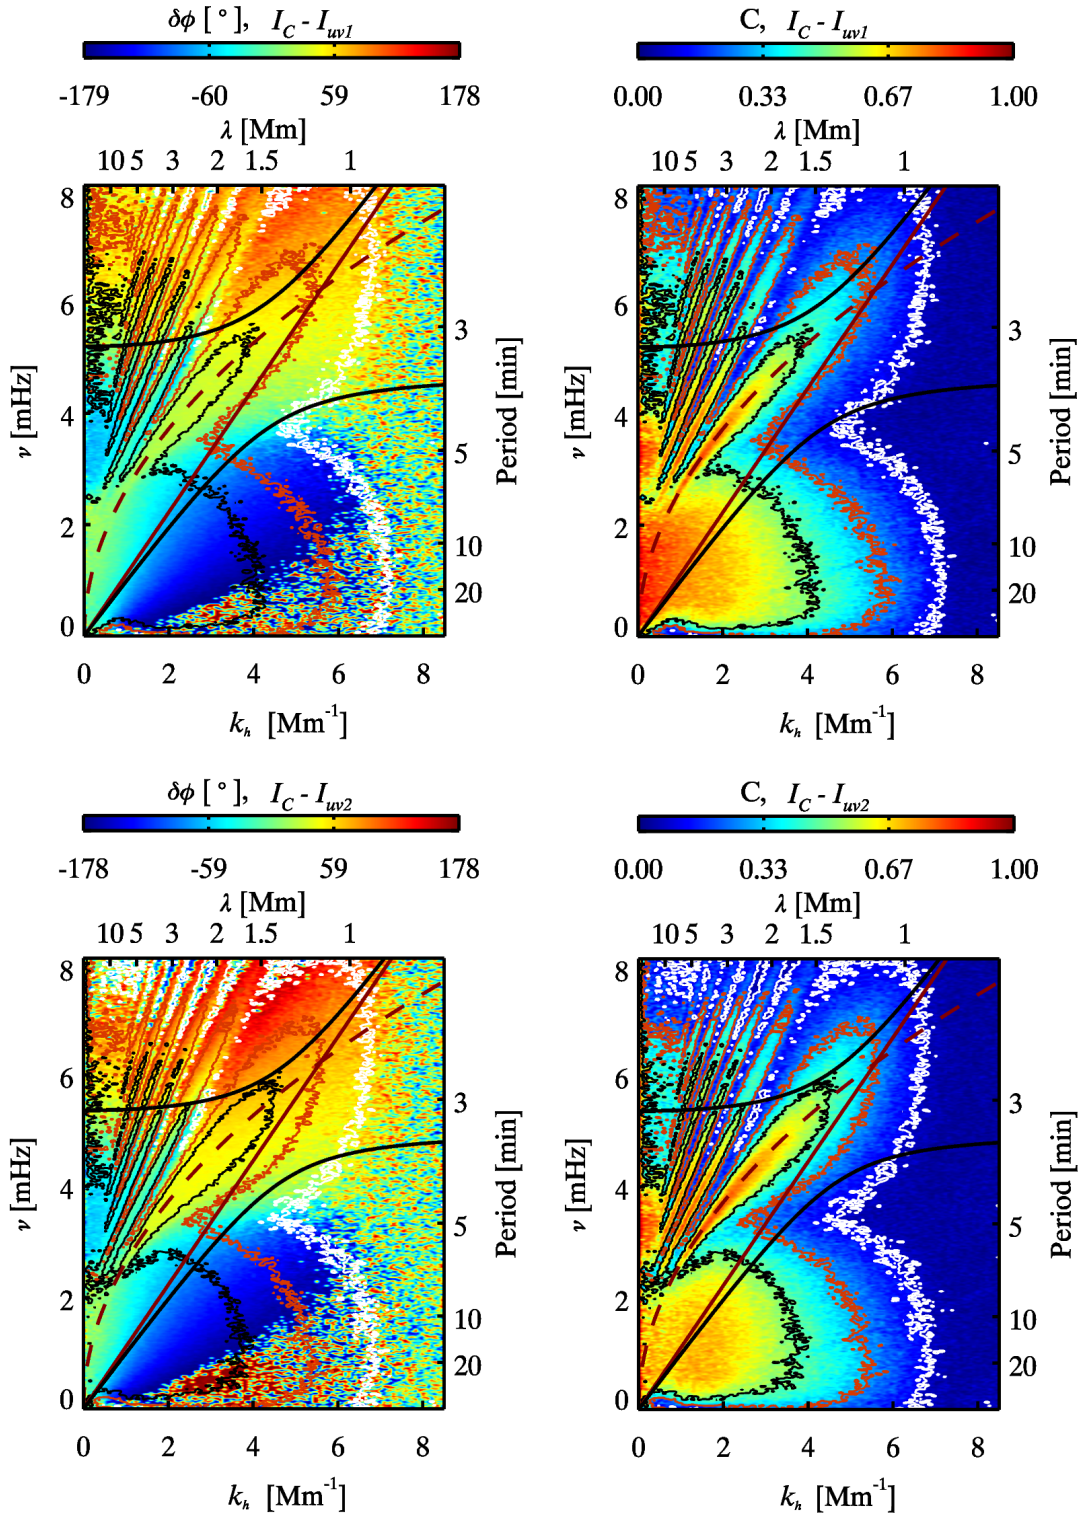 δϕ [ ° ], I_C - I_uv1
-179 -60 59 178
λ [Mm]
10 5 3 2 1.5 1
8
6
4
2
0
ν [mHz]
3
5
10
20
Period [min]
0 2 4 6 8
k_h [Mm^-1]
C, I_C - I_uv1
0.00 0.33 0.67 1.00
λ [Mm]
10 5 3 2 1.5 1
8
6
4
2
0
ν [mHz]
3
5
10
20
Period [min]
0 2 4 6 8
k_h [Mm^-1]
δϕ [ ° ], I_C - I_uv2
-178 -59 59 178
λ [Mm]
10 5 3 2 1.5 1
8
6
4
2
0
ν [mHz]
3
5
10
20
Period [min]
0 2 4 6 8
k_h [Mm^-1]
C, I_C - I_uv2
0.00 0.33 0.67 1.00
λ [Mm]
10 5 3 2 1.5 1
8
6
4
2
0
ν [mHz]
3
5
10
20
Period [min]
0 2 4 6 8
k_h [Mm^-1]